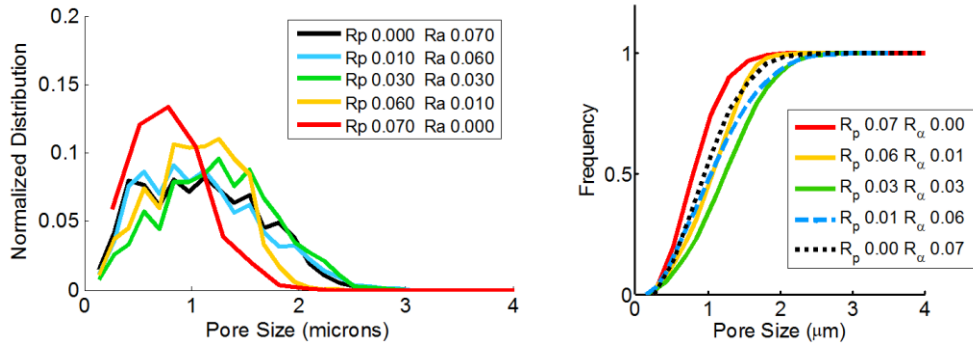 0.2
0.15
0.1
0.05
0
Normalized Distribution
Rp 0.000 Ra 0.070
Rp 0.010 Ra 0.060
Rp 0.030 Ra 0.030
Rp 0.060 Ra 0.010
Rp 0.070 Ra 0.000
0 1 2 3 4
Pore Size (microns)
1
0.5
0
Frequency
Rp 0.07 Rα 0.00
Rp 0.06 Rα 0.01
Rp 0.03 Rα 0.03
Rp 0.01 Rα 0.06
Rp 0.00 Rα 0.07
0 1 2 3 4
Pore Size (μm)